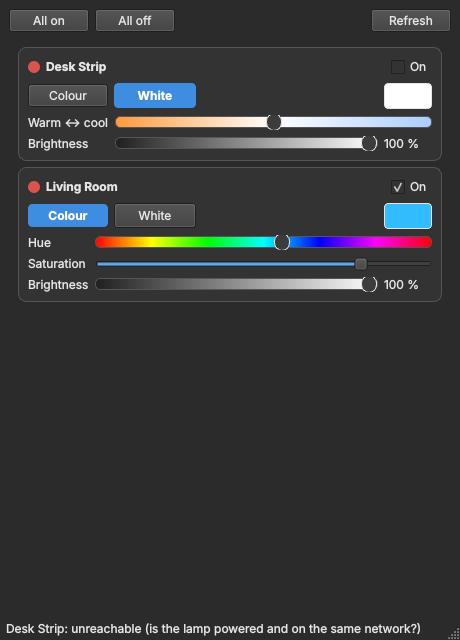 All on
All off
Refresh
Desk Strip
On
Colour
White
Warm ↔ cool
Brightness
100 %
Living Room
On
Colour
White
Hue
Saturation
Brightness
100 %
Desk Strip: unreachable (is the lamp powered and on the same network?)